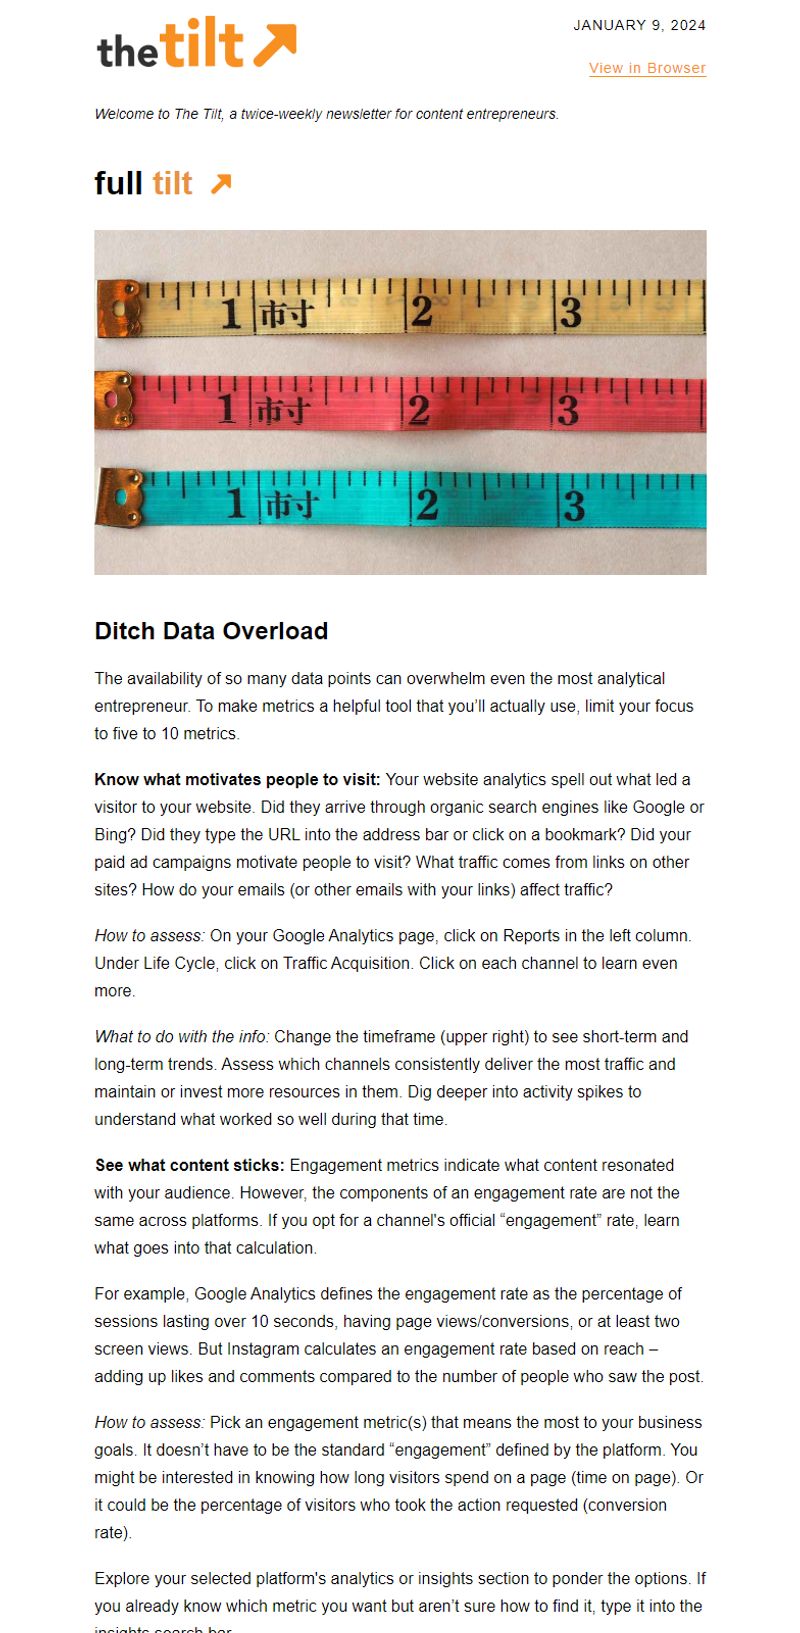 thetilt
JANUARY 9, 2024
View in Browser
Welcome to The Tilt, a twice-weekly newsletter for content entrepreneurs.
full tilt
1 市寸 2 3
1 市寸 2 3
1 市寸 2 3
Ditch Data Overload
The availability of so many data points can overwhelm even the most analytical
entrepreneur. To make metrics a helpful tool that you’ll actually use, limit your focus
to five to 10 metrics.
Know what motivates people to visit: Your website analytics spell out what led a
visitor to your website. Did they arrive through organic search engines like Google or
Bing? Did they type the URL into the address bar or click on a bookmark? Did your
paid ad campaigns motivate people to visit? What traffic comes from links on other
sites? How do your emails (or other emails with your links) affect traffic?
How to assess: On your Google Analytics page, click on Reports in the left column.
Under Life Cycle, click on Traffic Acquisition. Click on each channel to learn even
more.
What to do with the info: Change the timeframe (upper right) to see short-term and
long-term trends. Assess which channels consistently deliver the most traffic and
maintain or invest more resources in them. Dig deeper into activity spikes to
understand what worked so well during that time.
See what content sticks: Engagement metrics indicate what content resonated
with your audience. However, the components of an engagement rate are not the
same across platforms. If you opt for a channel's official “engagement” rate, learn
what goes into that calculation.
For example, Google Analytics defines the engagement rate as the percentage of
sessions lasting over 10 seconds, having page views/conversions, or at least two
screen views. But Instagram calculates an engagement rate based on reach –
adding up likes and comments compared to the number of people who saw the post.
How to assess: Pick an engagement metric(s) that means the most to your business
goals. It doesn’t have to be the standard “engagement” defined by the platform. You
might be interested in knowing how long visitors spend on a page (time on page). Or
it could be the percentage of visitors who took the action requested (conversion
rate).
Explore your selected platform's analytics or insights section to ponder the options. If
you already know which metric you want but aren’t sure how to find it, type it into the
insights search bar.